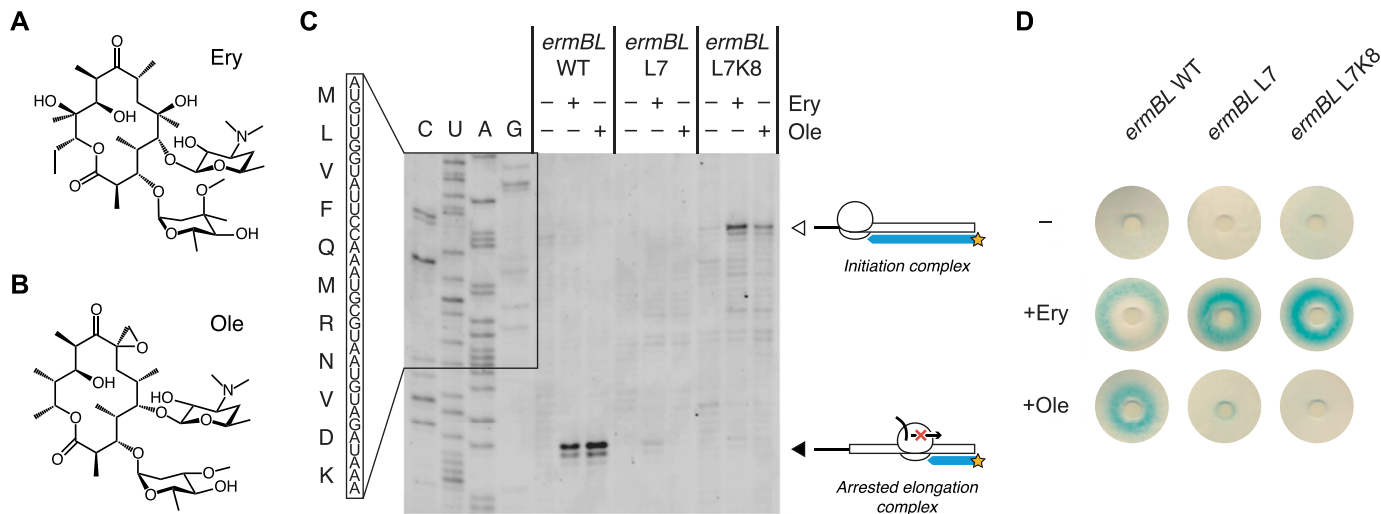 A
Ery
O
HO
OH
HO
OH
HO
N
O
O
O
O
O
O
O
OH
B
Ole
O
O
OH
HO
N
O
O
O
O
O
O
O
OH
C
ermBL
WT
ermBL
L7
ermBL
L7K8
– + – – + – – + – Ery
– – + – – + – – + Ole
C U A G
M
L
V
F
Q
M
R
N
V
D
K
AUGUUGGUAUUCCAAAUGCGUAAUGUAGAUAAA
Initiation complex
Arrested elongation
complex
D
ermBL WT
ermBL L7
ermBL L7K8
–
+Ery
+Ole